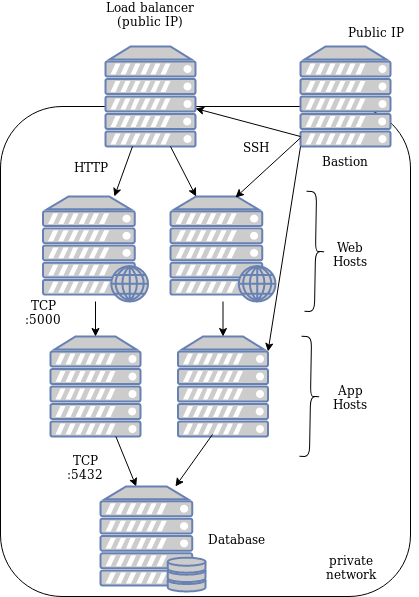 Load balancer
(public IP)
Public IP
SSH
Bastion
HTTP
Web
Hosts
TCP
:5000
App
Hosts
TCP
:5432
Database
private
network